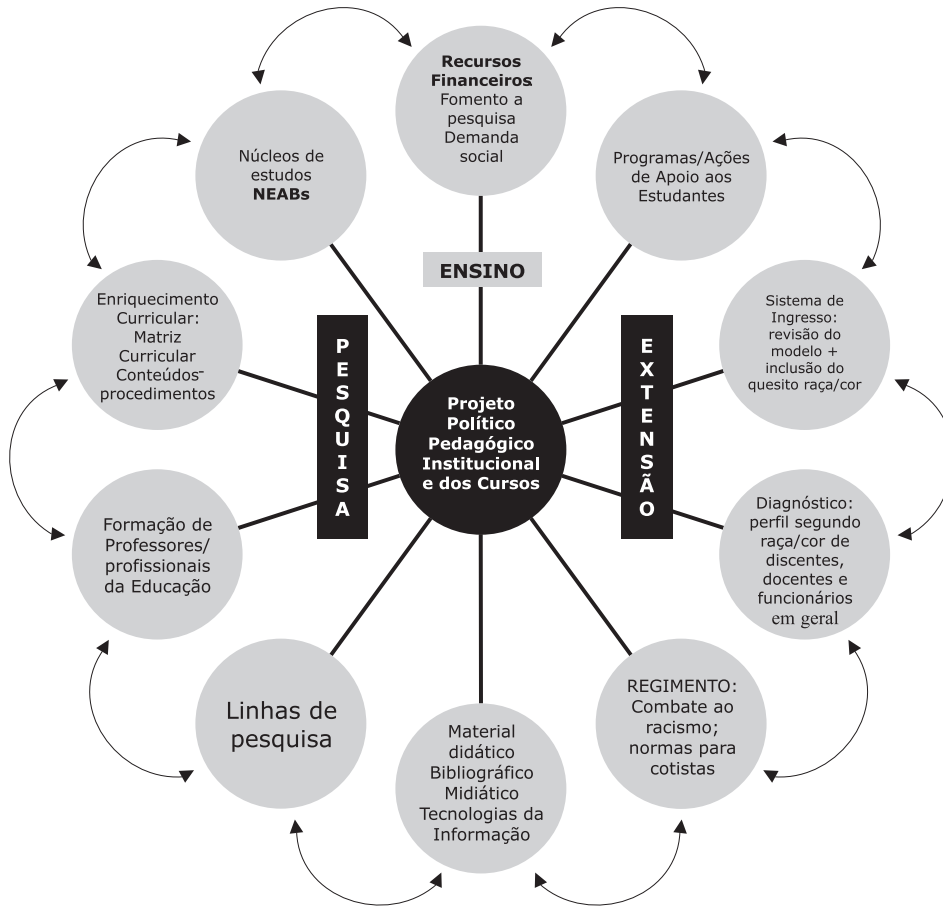 Recursos
Financeiros
Fomento a
pesquisa
Demanda
social
Núcleos de
estudos
NEABs
Programas/Ações
de Apoio aos
Estudantes
ENSINO
Enriquecimento
Curricular:
Matriz
Curricular
Conteúdos-
procedimentos
PESQUISA
Projeto
Político
Pedagógico
Institucional
e dos Cursos
EXTENSÃO
Sistema de
Ingresso:
revisão do
modelo +
inclusão do
quesito raça/cor
Formação de
Professores/
profissionais
da Educação
Diagnóstico:
perfil segundo
raça/cor de
discentes,
docentes e
funcionários
em geral
Linhas de
pesquisa
Material
didático
Bibliográfico
Midiático
Tecnologias da
Informação
REGIMENTO:
Combate ao
racismo;
normas para
cotistas